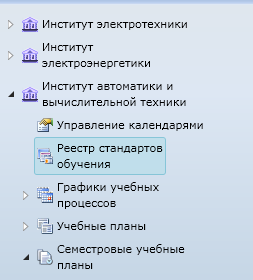 Институт электротехники
Институт
электроэнергетики
Институт автоматики и
вычислительной техники
Управление календарями
Реестр стандартов
обучения
Графики учебных
процессов
Учебные планы
Семестровые учебные
планы